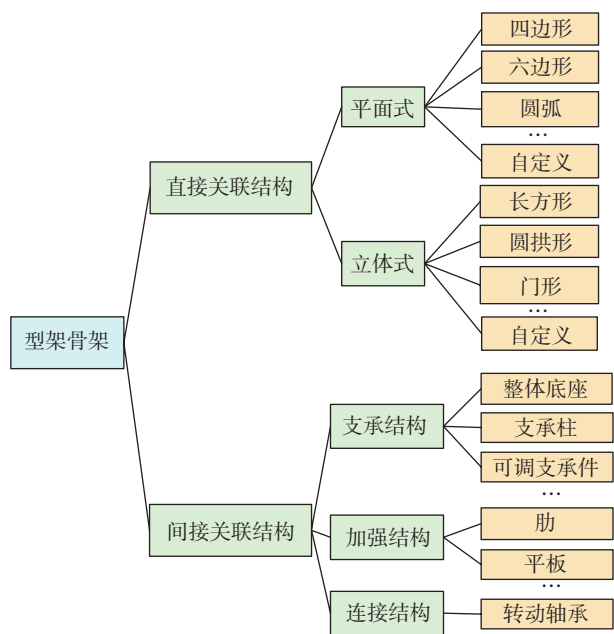 四边形
六边形
平面式
圆弧
…
自定义
直接关联结构
长方形
圆拱形
立体式
门形
…
自定义
型架骨架
整体底座
支承结构
支承柱
可调支承件
…
间接关联结构
肋
加强结构
平板
…
连接结构
转动轴承